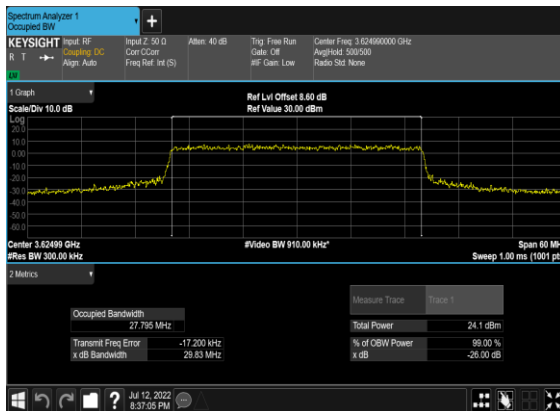 Spectrum Analyzer 1
Occupied BW
KEYSIGHT
R T
Input: RF
Coupling: DC
Align: Auto
Input Z: 50 Ω
Corr CCorr
Freq Ref: Int (S)
Atten: 40 dB
Trig: Free Run
Gate: Off
#IF Gain: Low
Center Freq: 3.624990000 GHz
Avg|Hold: 500/500
Radio Std: None
1 Graph
Scale/Div 10.0 dB
Ref Lvl Offset 8.60 dB
Ref Value 30.00 dBm
Log
20.0
10.0
0.00
-10.0
-20.0
-30.0
-40.0
-50.0
-60.0
Center 3.62499 GHz
#Res BW 300.00 kHz
#Video BW 910.00 kHz*
Span 60 MH
Sweep 1.00 ms (1001 pt
2 Metrics
Measure Trace Trace 1
Occupied Bandwidth
27.795 MHz
Total Power 24.1 dBm
Transmit Freq Error -17.200 kHz
% of OBW Power 99.00 %
x dB Bandwidth 29.83 MHz
x dB -26.00 dB
Jul 12, 2022
8:37:05 PM